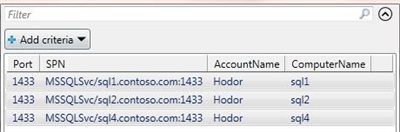 Filter
Add criteria
Port SPN AccountName ComputerName
1433 MSSQLSvc/sql1.contoso.com:1433 Hodor sql1
1433 MSSQLSvc/sql2.contoso.com:1433 Hodor sql2
1433 MSSQLSvc/sql4.contoso.com:1433 Hodor sql4